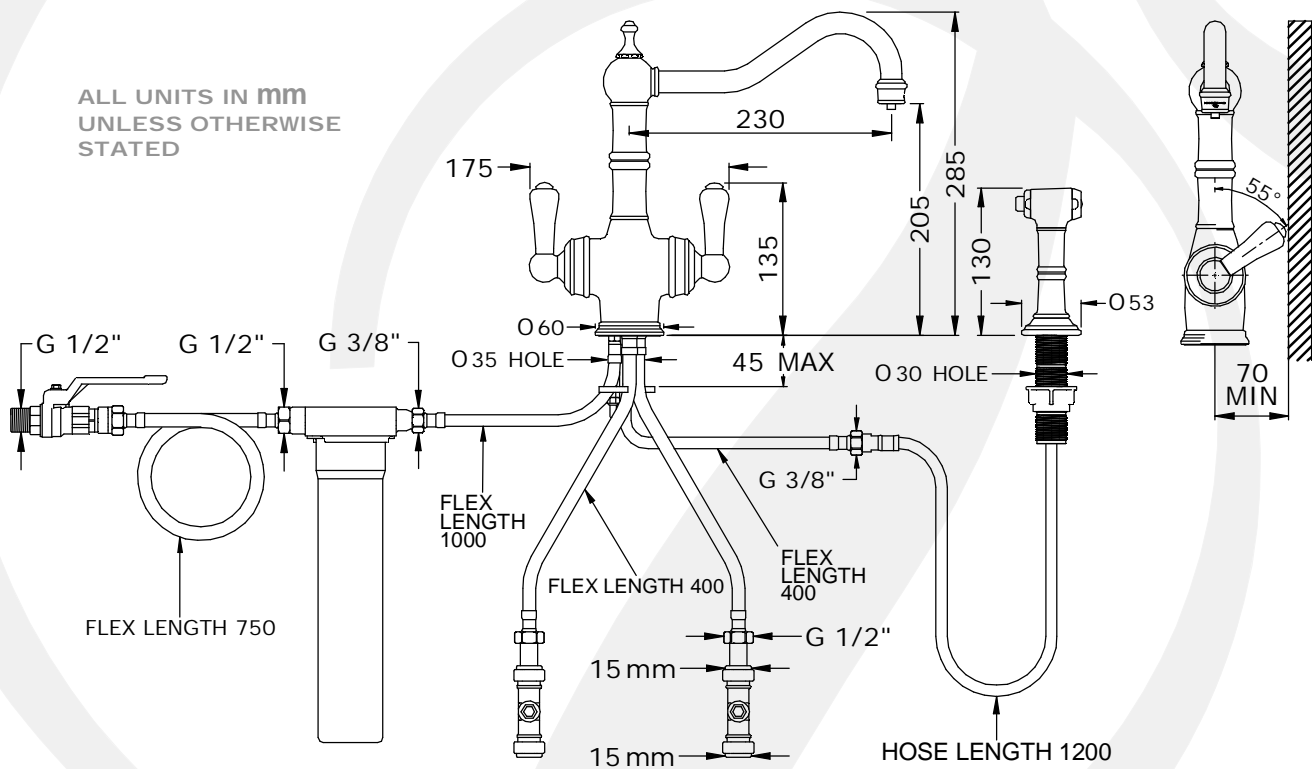 ALL UNITS IN mm
UNLESS OTHERWISE
STATED
285
230
175
205
55°
135
130
O 53
O 60
G 1/2"
G 1/2"
G 3/8"
O 35 HOLE
45 MAX
O 30 HOLE
70
MIN
G 3/8"
FLEX
LENGTH
1000
FLEX
LENGTH
400
FLEX LENGTH 400
FLEX LENGTH 750
G 1/2"
15 mm
15 mm
HOSE LENGTH 1200